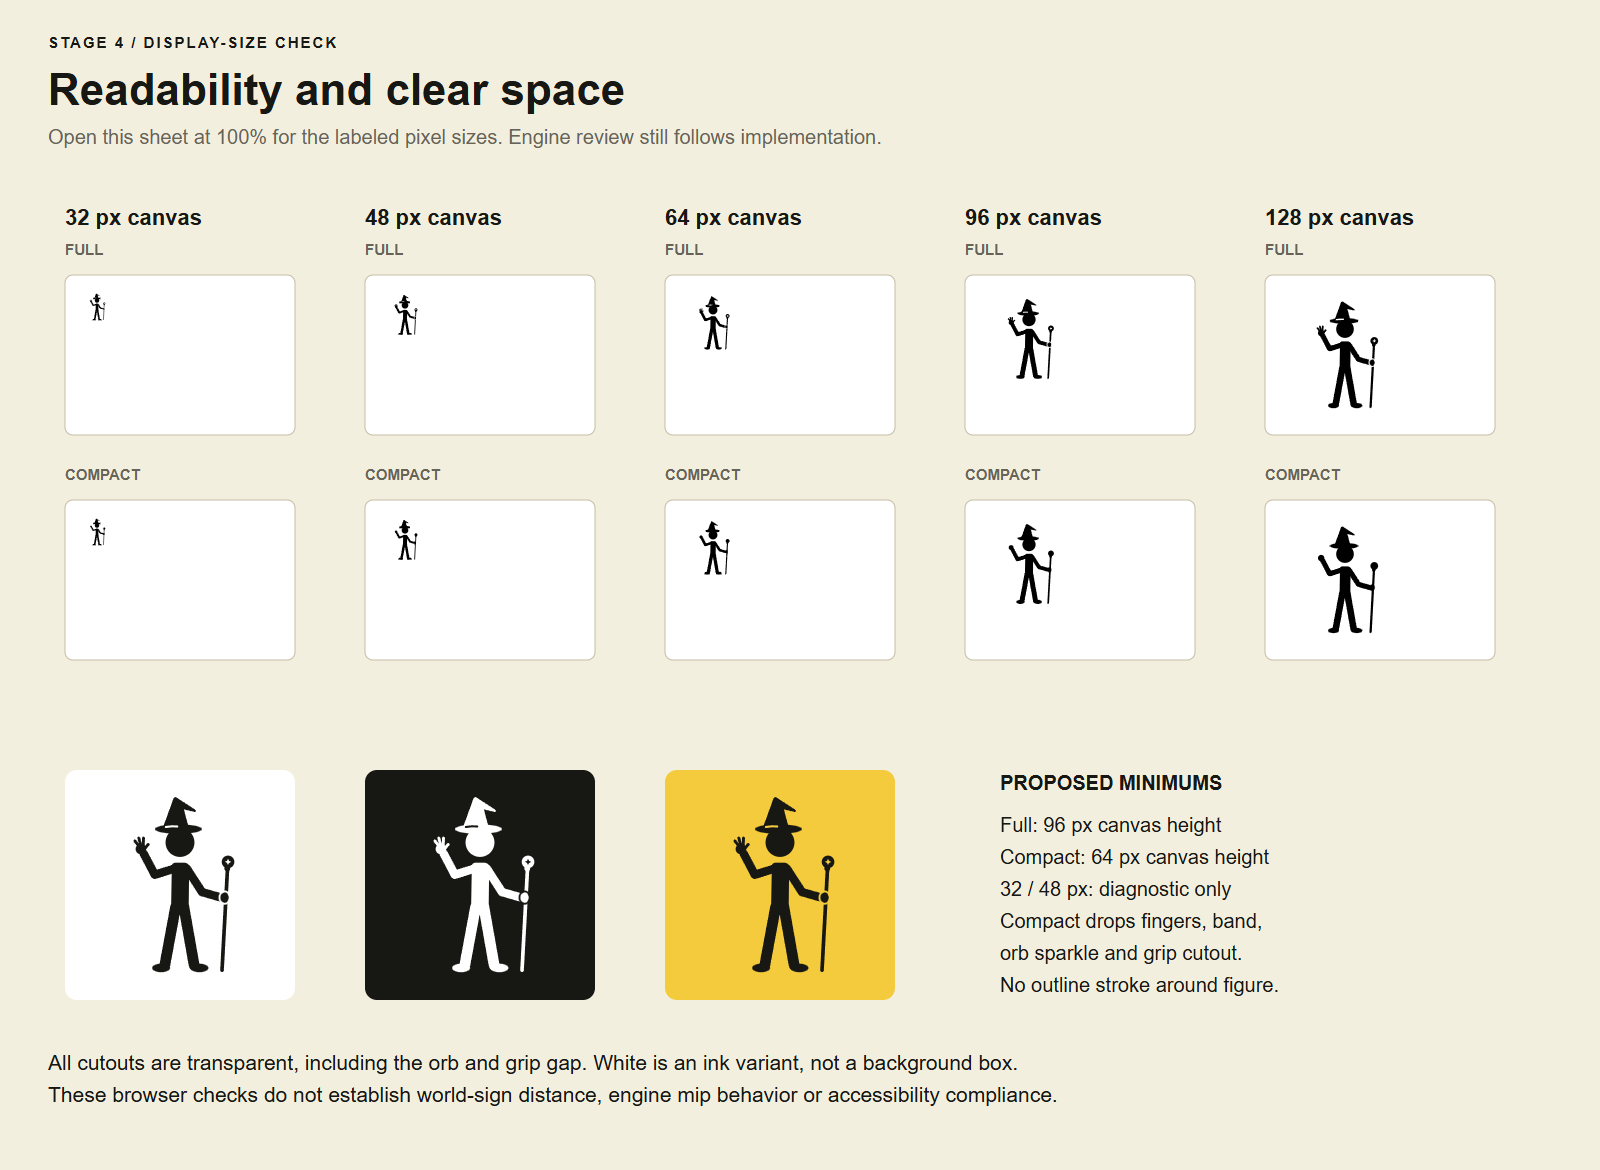 STAGE 4 / DISPLAY-SIZE CHECK
Readability and clear space
Open this sheet at 100% for the labeled pixel sizes. Engine review still follows implementation.
32 px canvas
FULL
48 px canvas
FULL
64 px canvas
FULL
96 px canvas
FULL
128 px canvas
FULL
COMPACT
COMPACT
COMPACT
COMPACT
COMPACT
PROPOSED MINIMUMS
Full: 96 px canvas height
Compact: 64 px canvas height
32 / 48 px: diagnostic only
Compact drops fingers, band,
orb sparkle and grip cutout.
No outline stroke around figure.
All cutouts are transparent, including the orb and grip gap. White is an ink variant, not a background box.
These browser checks do not establish world-sign distance, engine mip behavior or accessibility compliance.